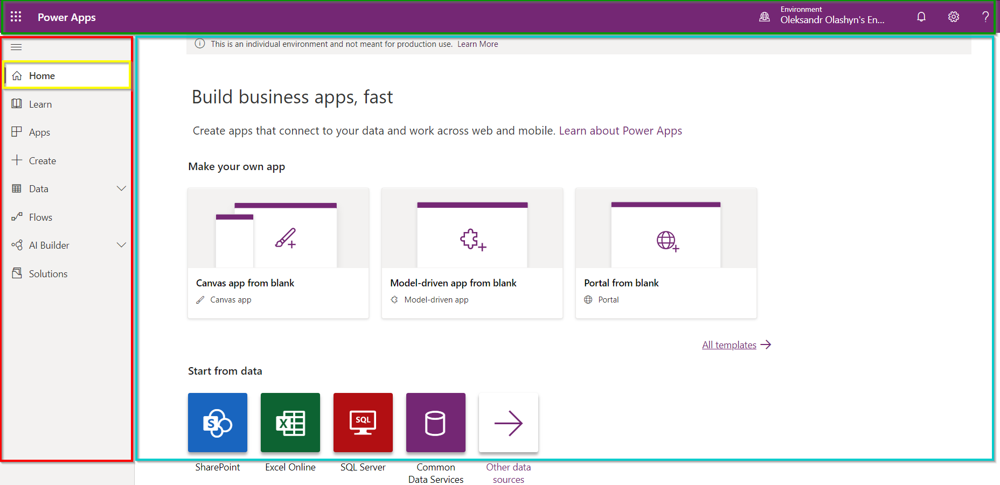 Power Apps
Environment
Oleksandr Olashyn's En...
?
This is an individual environment and not meant for production use. Learn More
Home
Learn
Apps
Create
Data
Flows
AI Builder
Solutions
Build business apps, fast
Create apps that connect to your data and work across web and mobile. Learn about Power Apps
Make your own app
Canvas app from blank
Canvas app
Model-driven app from blank
Model-driven app
Portal from blank
Portal
All templates
Start from data
S
X
SQL
SharePoint
Excel Online
SQL Server
Common
Data Services
Other data
sources